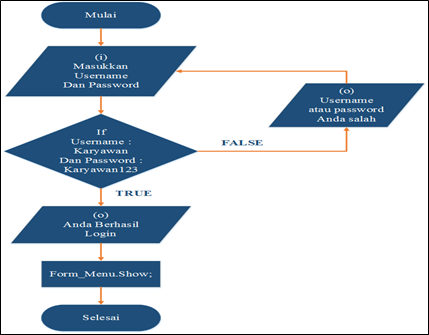 Mulai
(i)
Masukkan
Username
Dan Password
(o)
Username
atau password
Anda salah
If
Username :
Karyawan
Dan Password :
Karyawan123
FALSE
TRUE
(o)
Anda Berhasil
Login
Form_Menu.Show;
Selesai